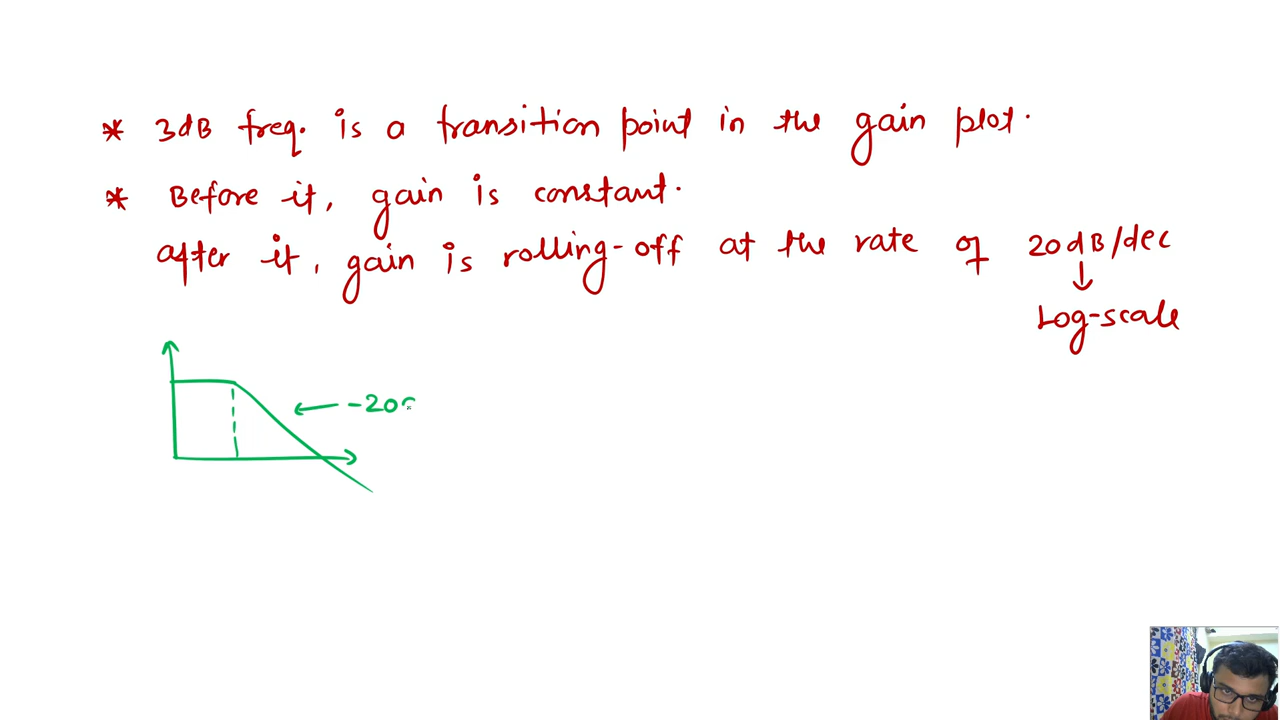 * 3dB freq. is a transition point in the gain plot.
* Before it, gain is constant.
after it, gain is rolling-off at the rate of 20dB/dec
↓
Log-scale
← -20